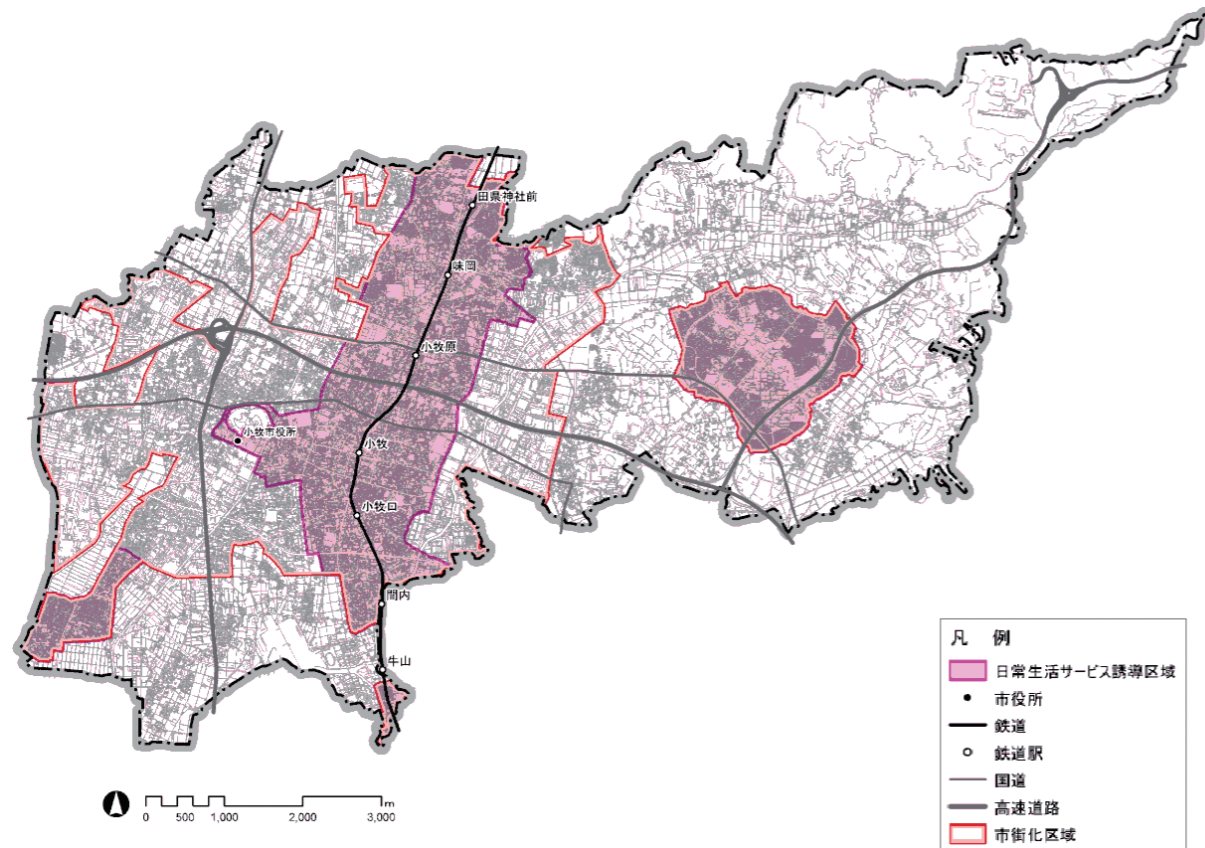 田県神社前
味岡
小牧原
小牧市役所
小牧
小牧口
間内
牛山
凡 例
日常生活サービス誘導区域
市役所
鉄道
鉄道駅
国道
高速道路
市街化区域
0 500 1,000 2,000 3,000 m